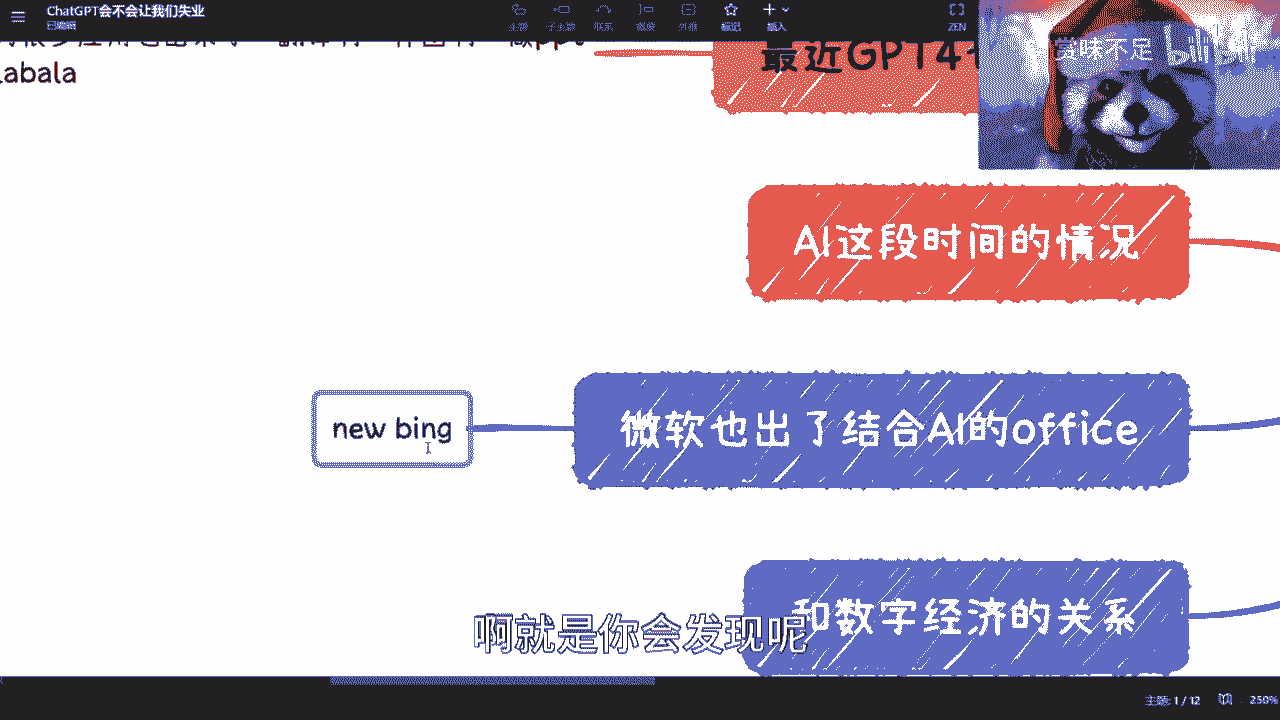 ChatGPT会不会让我们失业
已编辑
主题
子主题
联系
概要
外框
标记
插入
ZEN
labala
最近GPT4
赏味不足 bili
AI这段时间的情况
new bing
微软也出了结合AI的office
和数字经济的关系
啊就是你会发现呢
主题: 1 / 12
250%